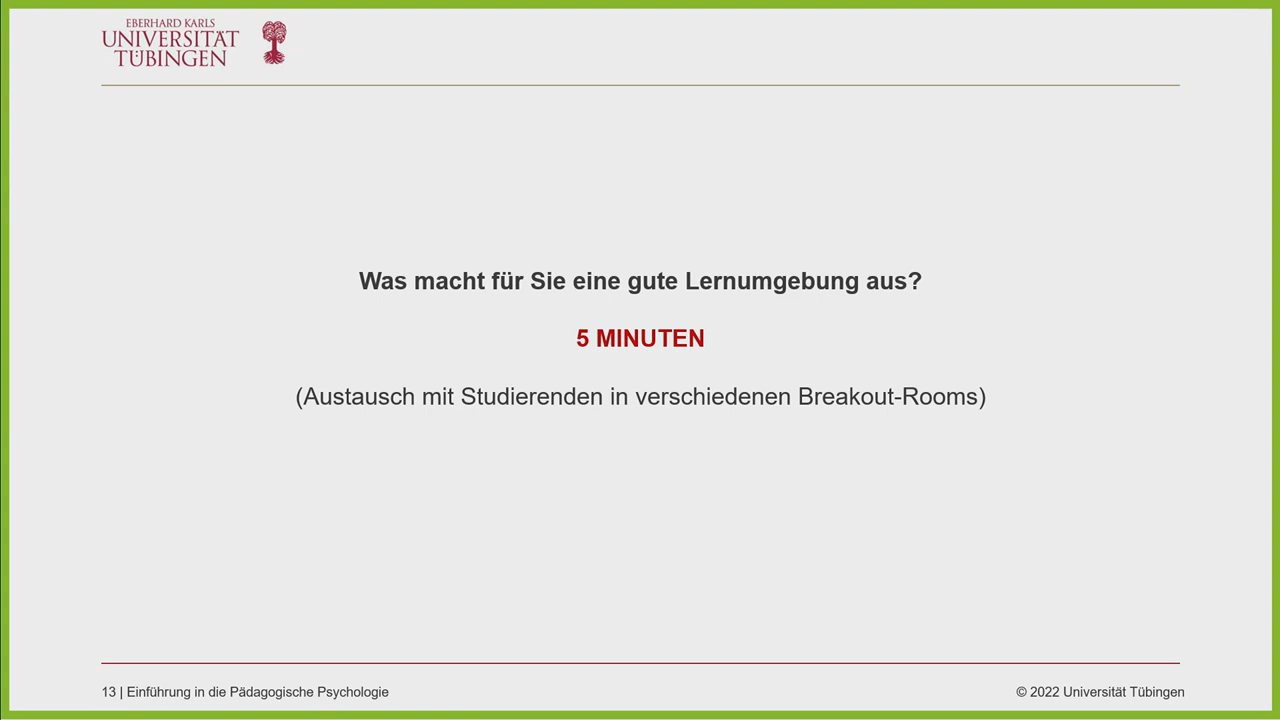 EBERHARD KARLS
UNIVERSITÄT
TÜBINGEN
Was macht für Sie eine gute Lernumgebung aus?
5 MINUTEN
(Austausch mit Studierenden in verschiedenen Breakout-Rooms)
13 | Einführung in die Pädagogische Psychologie
© 2022 Universität Tübingen